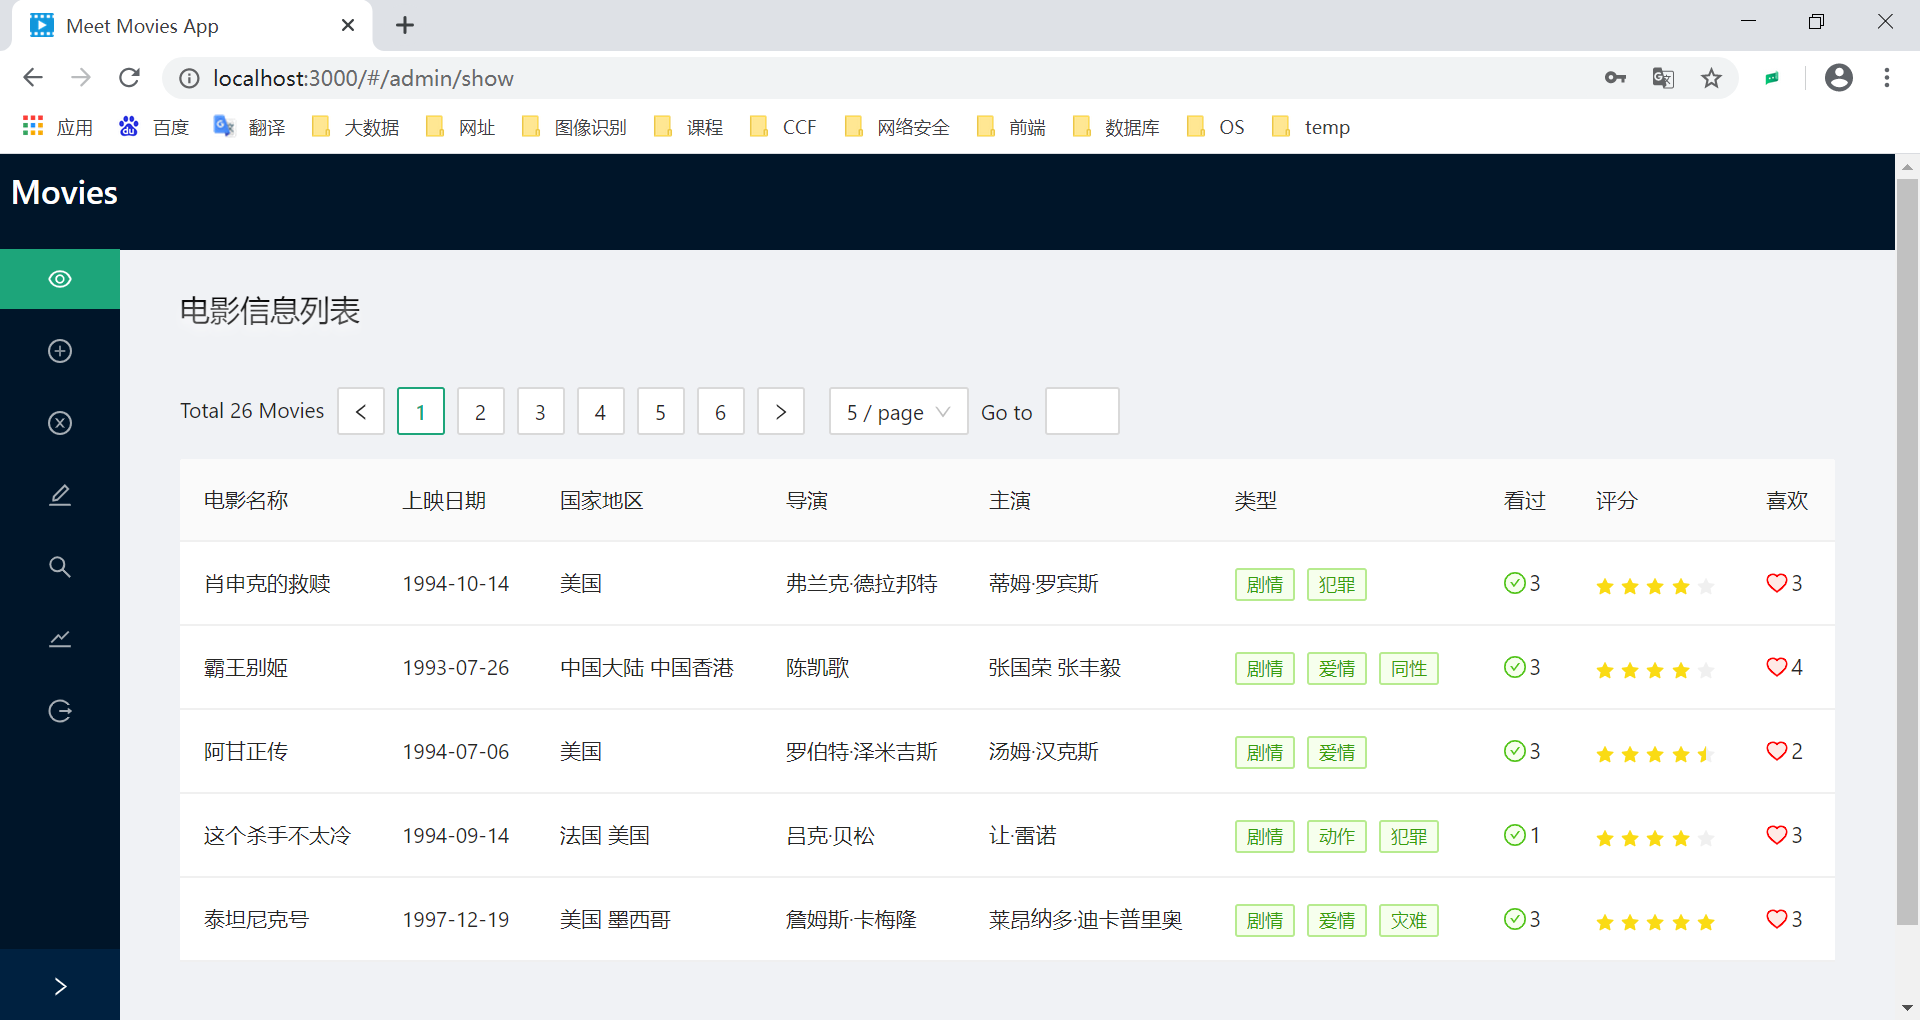 Meet Movies App
localhost:3000/#/admin/show
应用 百度 翻译 大数据 网址 图像识别 课程 CCF 网络安全 前端 数据库 OS temp
Movies
电影信息列表
Total 26 Movies < 1 2 3 4 5 6 > 5 / page Go to
电影名称 上映日期 国家地区 导演 主演 类型 看过 评分 喜欢
肖申克的救赎 1994-10-14 美国 弗兰克·德拉邦特 蒂姆·罗宾斯 剧情 犯罪 3 3
霸王别姬 1993-07-26 中国大陆 中国香港 陈凯歌 张国荣 张丰毅 剧情 爱情 同性 3 4
阿甘正传 1994-07-06 美国 罗伯特·泽米吉斯 汤姆·汉克斯 剧情 爱情 3 2
这个杀手不太冷 1994-09-14 法国 美国 吕克·贝松 让·雷诺 剧情 动作 犯罪 1 3
泰坦尼克号 1997-12-19 美国 墨西哥 詹姆斯·卡梅隆 莱昂纳多·迪卡普里奥 剧情 爱情 灾难 3 3